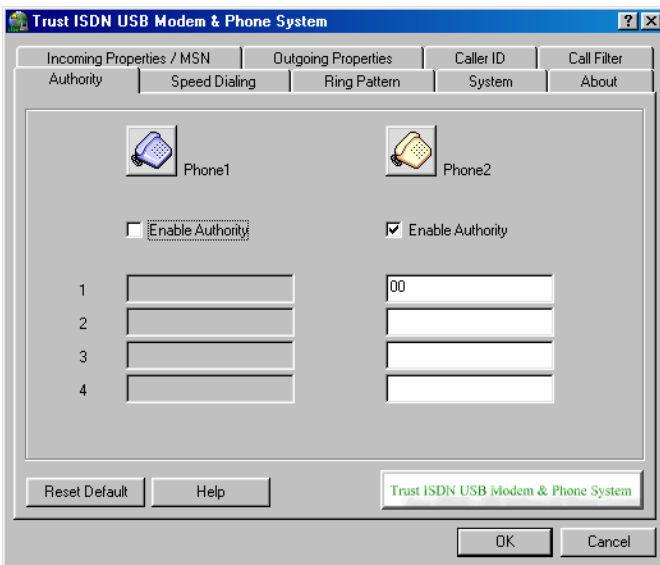 Trust ISDN USB Modem & Phone System
Incoming Properties / MSN Outgoing Properties Caller ID Call Filter
Authority Speed Dialing Ring Pattern System About
Phone1 Phone2
Enable Authority Enable Authority
1 00
2
3
4
Reset Default Help Trust ISDN USB Modem & Phone System
OK Cancel